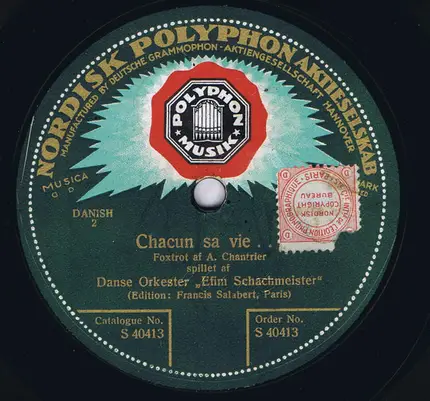 NORDISK POLYPHON AKTIESELSKAB
MANUFACTURED BY DEUTSCHE GRAMMOPHON - AKTIENGESELLSCHAFT HANNOVER
POLYPHON
MUSIK
MUSICA
DANISH
2
NORDISK
COPYRIGHT
BUREAU
Chacun sa vie . .
Foxtrot af A. Chantrier
spillet af
Danse Orkester „Efim Schachmeister“
(Edition: Francis Salabert, Paris)
Catalogue No.
S 40413
Order No.
S 40413